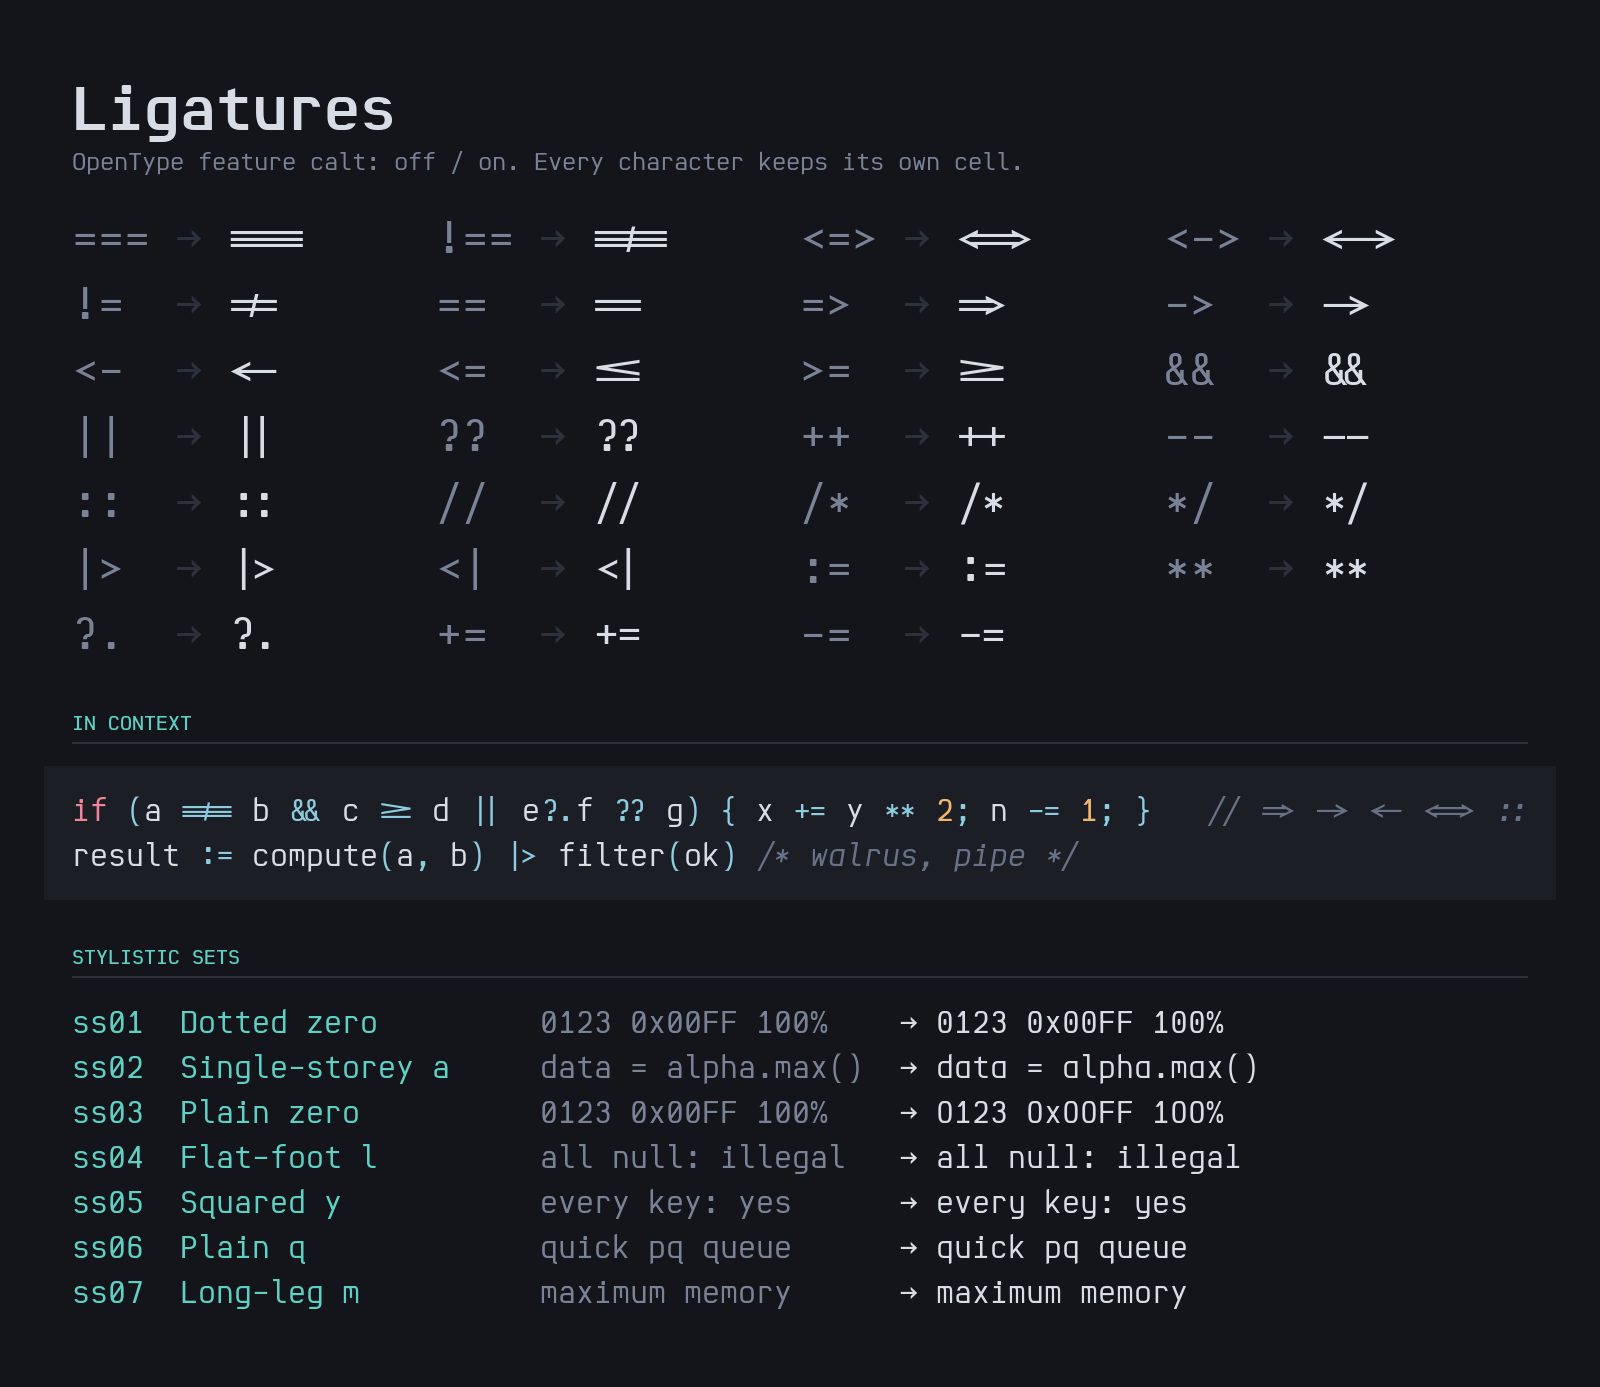 Ligatures
OpenType feature calt: off / on. Every character keeps its own cell.
=== → === !== → !== <=> → <=> <-> → <->
!= → != == → == => → => -> → ->
<- → <- <= → <= >= → >= && → &&
|| → || ?? → ?? ++ → ++ -- → --
:: → :: // → // /* → /* */ → */
|> → |> <| → <| := → := ** → **
?. → ?. += → += -= → -=
IN CONTEXT
if (a !== b && c >= d || e?.f ?? g) { x += y ** 2; n -= 1; } // => -> <- <=> ::
result := compute(a, b) |> filter(ok) /* walrus, pipe */
STYLISTIC SETS
ss01 Dotted zero 0123 0x00FF 100% → 0123 0x00FF 100%
ss02 Single-storey a data = alpha.max() → data = alpha.max()
ss03 Plain zero 0123 0x00FF 100% → 0123 0x00FF 100%
ss04 Flat-foot l all null: illegal → all null: illegal
ss05 Squared y every key: yes → every key: yes
ss06 Plain q quick pq queue → quick pq queue
ss07 Long-leg m maximum memory → maximum memory